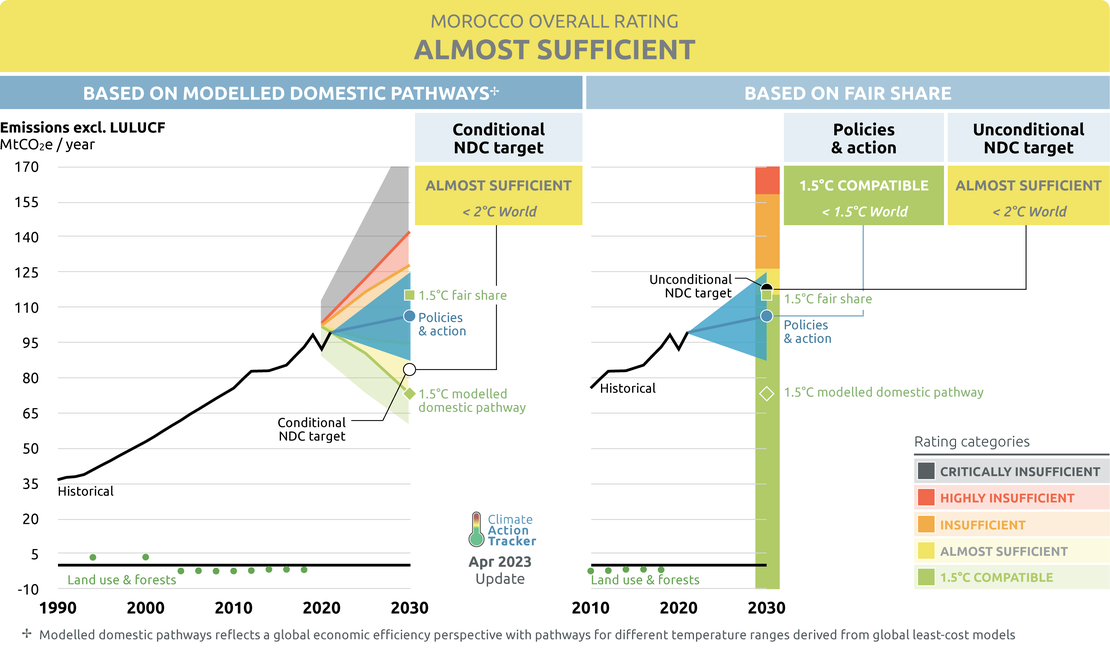 MOROCCO OVERALL RATING
ALMOST SUFFICIENT
BASED ON MODELLED DOMESTIC PATHWAYS✢
BASED ON FAIR SHARE
Emissions excl. LULUCF
MtCO₂e / year
Conditional
NDC target
Policies
& action
Unconditional
NDC target
ALMOST SUFFICIENT
< 2°C World
1.5°C COMPATIBLE
< 1.5°C World
ALMOST SUFFICIENT
< 2°C World
170
155
140
125
110
95
80
65
50
35
20
5
-10
1.5°C fair share
Policies
& action
1.5°C modelled
domestic pathway
Conditional
NDC target
Historical
Land use & forests
1990
2000
2010
2020
2030
Climate
Action
Tracker
Apr 2023
Update
Unconditional
NDC target
1.5°C fair share
Policies
& action
1.5°C modelled domestic pathway
Historical
Land use & forests
2010
2020
2030
Rating categories
CRITICALLY INSUFFICIENT
HIGHLY INSUFFICIENT
INSUFFICIENT
ALMOST SUFFICIENT
1.5°C COMPATIBLE
✢ Modelled domestic pathways reflects a global economic efficiency perspective with pathways for different temperature ranges derived from global least-cost models